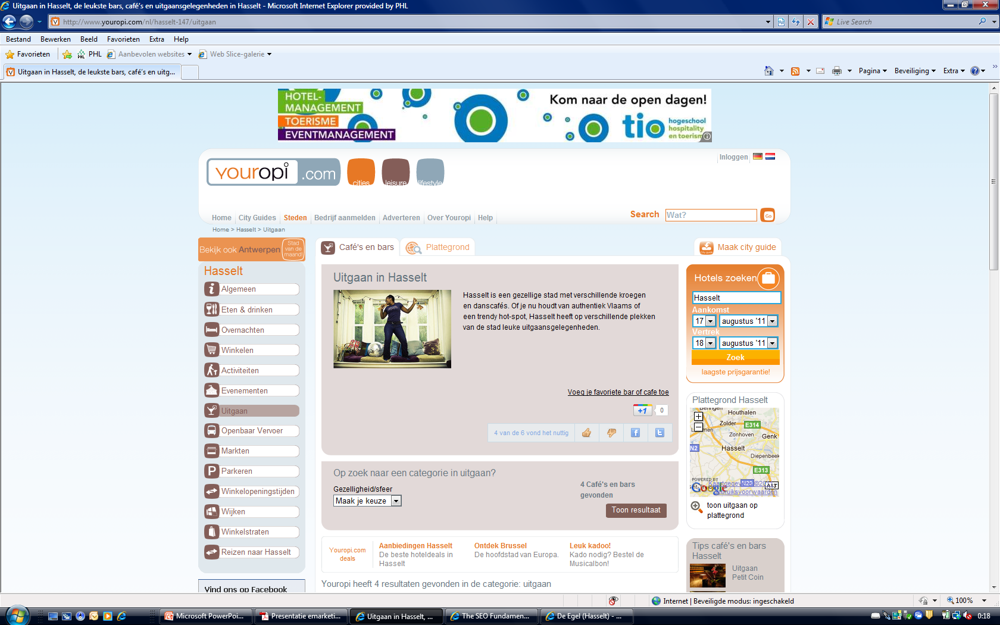 Uitgaan in Hasselt, de leukste bars, café's en uitgaansgelegenheden in Hasselt - Microsoft Internet Explorer provided by PHL
http://www.youropi.com/nl/hasselt-147/uitgaan
Live Search
Bestand Bewerken Beeld Favorieten Extra Help
Favorieten PHL Aanbevolen websites Web Slice-galerie
Uitgaan in Hasselt, de leukste bars, café's en uitg...
Pagina Beveiliging Extra
HOTEL-
MANAGEMENT
TOERISME
EVENTMANAGEMENT
Kom naar de open dagen!
tio hogeschool
hospitality
en toerisme
youropi .com
cities leisure lifestyle
Inloggen
Home City Guides Steden Bedrijf aanmelden Adverteren Over Youropi Help
Search Wat? Go
Home > Hasselt > Uitgaan
Bekijk ook Antwerpen
Stad
van de
maand!
Hasselt
Algemeen
Eten & drinken
Overnachten
Winkelen
Activiteiten
Evenementen
Uitgaan
Openbaar Vervoer
Markten
Parkeren
Winkelopeningstijden
Wijken
Winkelstraten
Reizen naar Hasselt
Vind ons op Facebook
Café's en bars Plattegrond Maak city guide
Uitgaan in Hasselt
Hasselt is een gezellige stad met verschillende kroegen
en danscafés. Of je nu houdt van authentiek Vlaams of
een trendy hot-spot, Hasselt heeft op verschillende plekken
van de stad leuke uitgaansgelegenheden.
Voeg je favoriete bar of cafe toe
+1 0
4 van de 6 vond het nuttig
Op zoek naar een categorie in uitgaan?
Gezelligheid/sfeer
Maak je keuze
4 Café's en bars
gevonden
Toon resultaat
Youropi.com
deals
Aanbiedingen Hasselt
De beste hoteldeals in
Hasselt
Ontdek Brussel
De hoofdstad van Europa.
Leuk kadoo!
Kado nodig? Bestel de
Musicalbon!
Youropi heeft 4 resultaten gevonden in de categorie: uitgaan
Hotels zoeken
Hasselt
Aankomst
17 augustus '11
Vertrek
18 augustus '11
Zoek
laagste prijsgarantie!
Plattegrond Hasselt
Beringen Houthalen
Zolder E314
Zonhoven Genk
N2 Hasselt
Diepenbeek
E313
POWERED BY
Google
A13
toon uitgaan op
plattegrond
Tips café's en bars
Hasselt
Uitgaan
Petit Coin
Internet | Beveiligde modus: ingeschakeld
100%
Microsoft PowerPoi... Presentatie emarketi... Uitgaan in Hasselt, ... The SEO Fundamen... De Egel (Hasselt) - ...
0:18